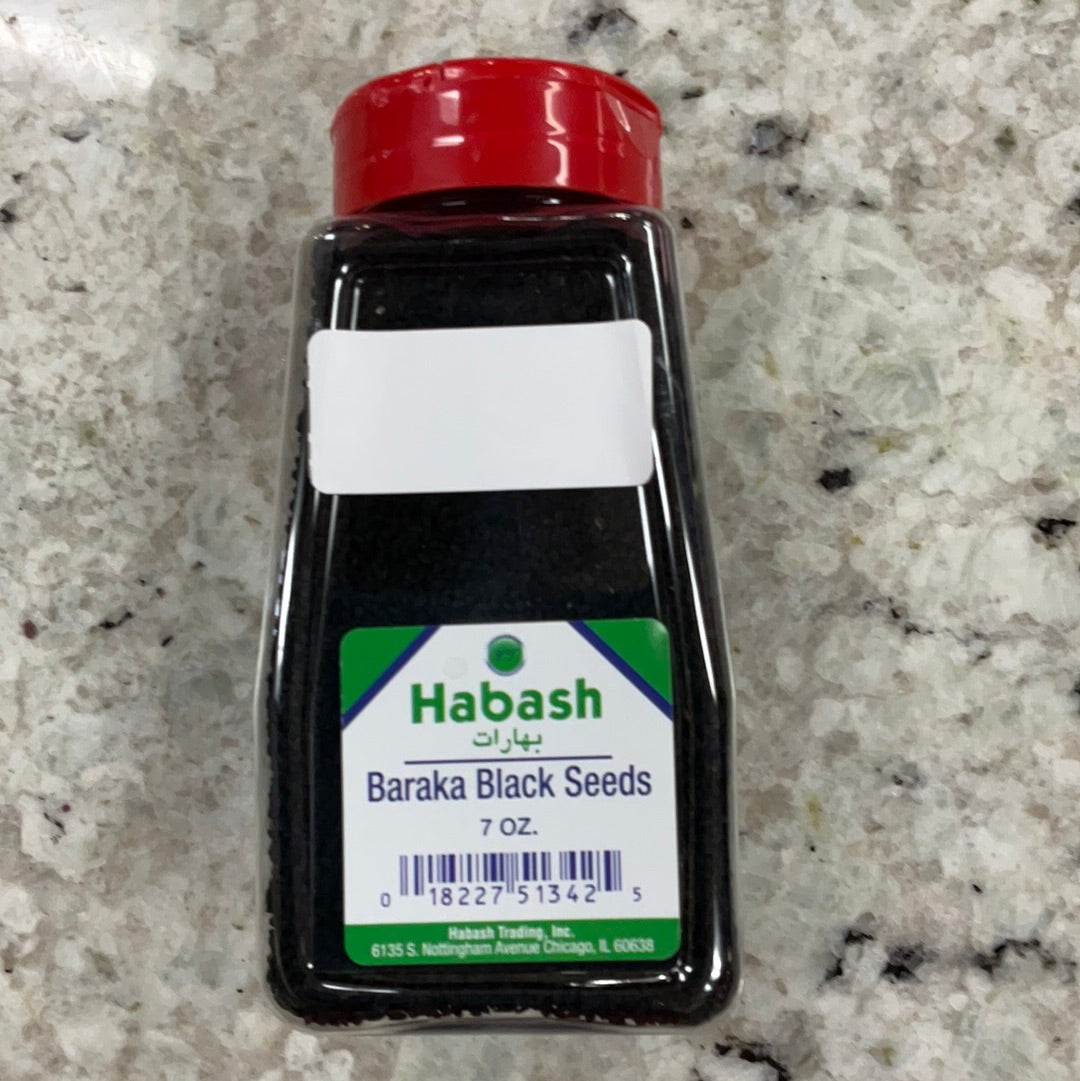 Habash
بهارات
Baraka Black Seeds
7 OZ.
0 18227 51342 5
Habash Trading, Inc.
6135 S. Nottingham Avenue Chicago, IL 60638